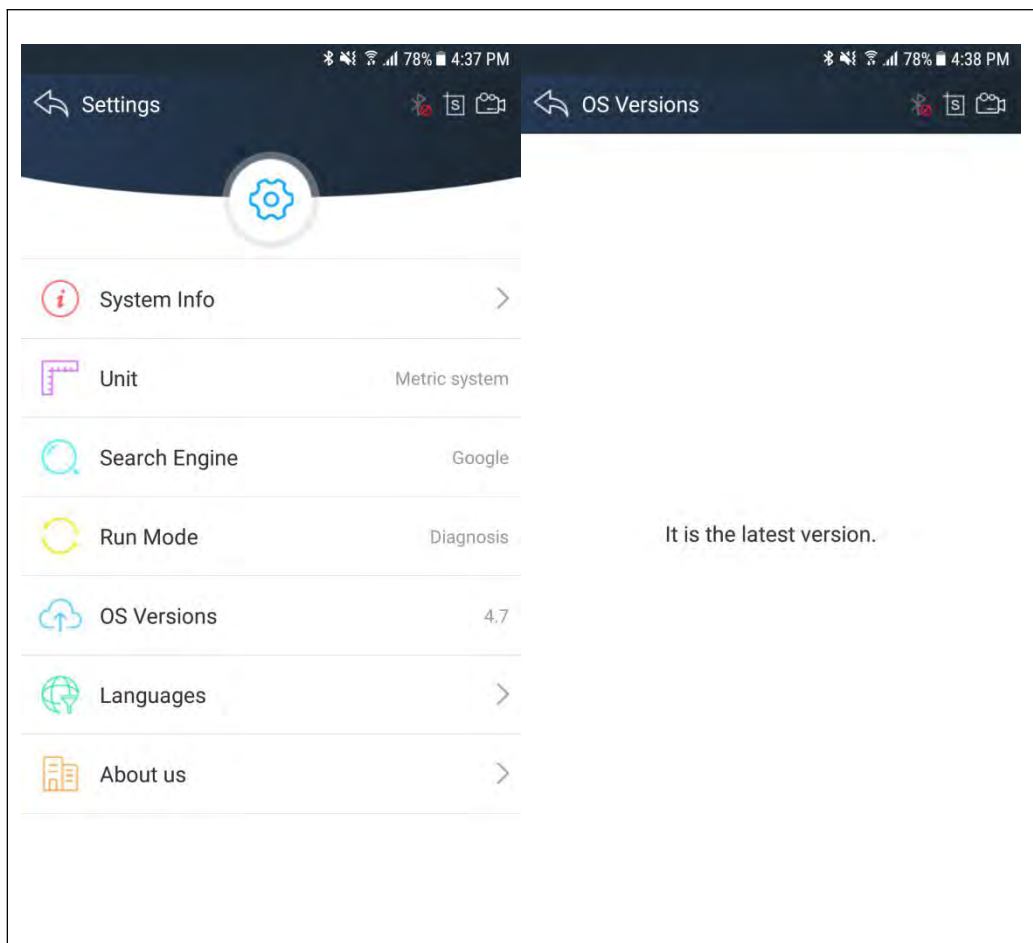 78% 4:37 PM
Settings
System Info
Unit
Metric system
Search Engine
Google
Run Mode
Diagnosis
OS Versions
4.7
Languages
About us
78% 4:38 PM
OS Versions
It is the latest version.